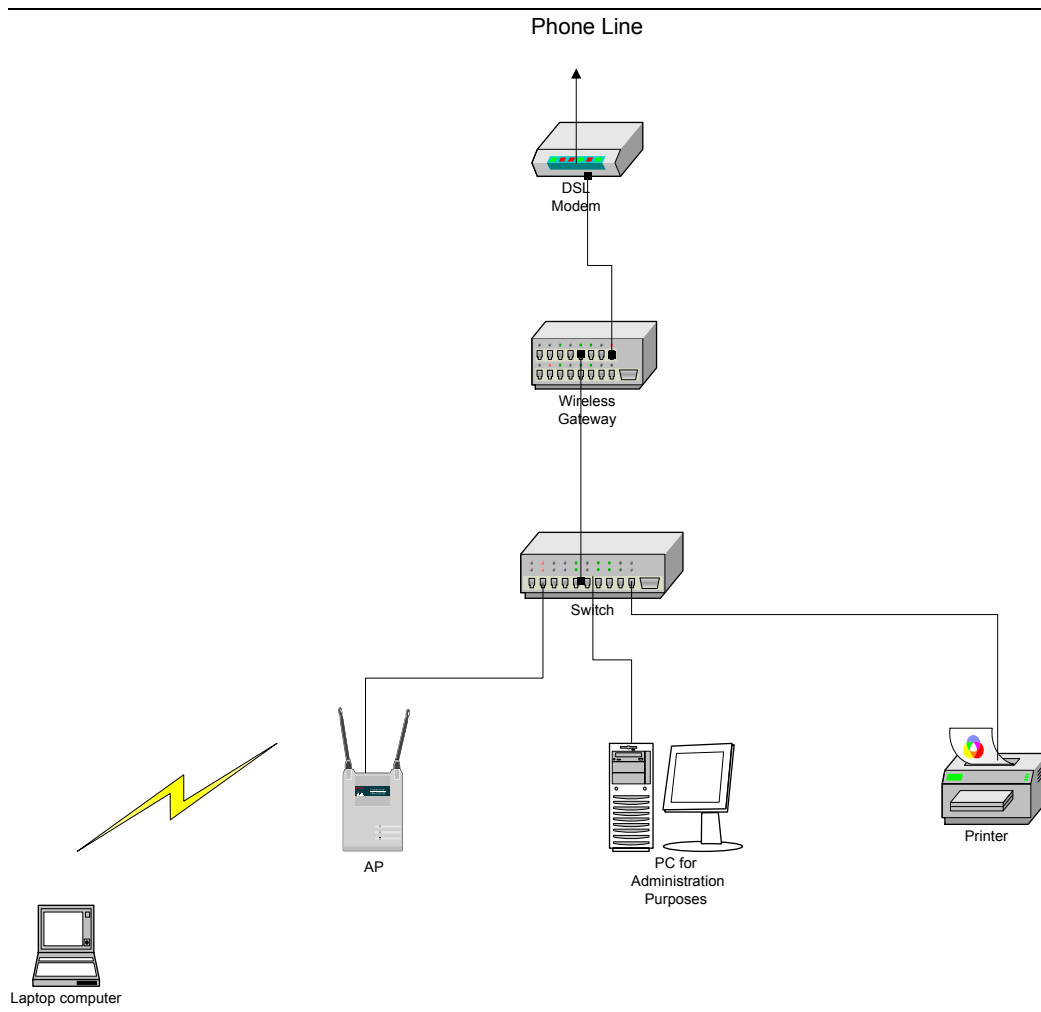 Phone Line
DSL
Modem
Wireless
Gateway
Switch
AP
PC for
Administration
Purposes
Printer
Laptop computer